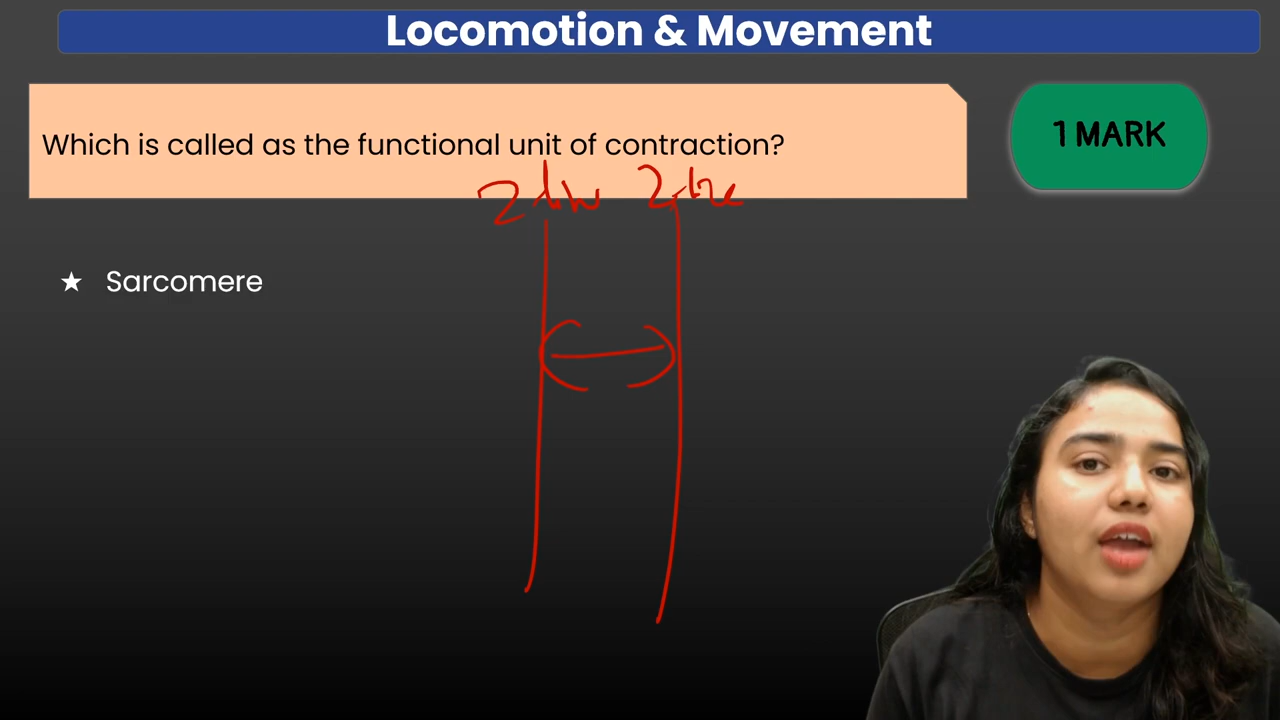 Locomotion & Movement
Which is called as the functional unit of contraction?
1 MARK
★ Sarcomere